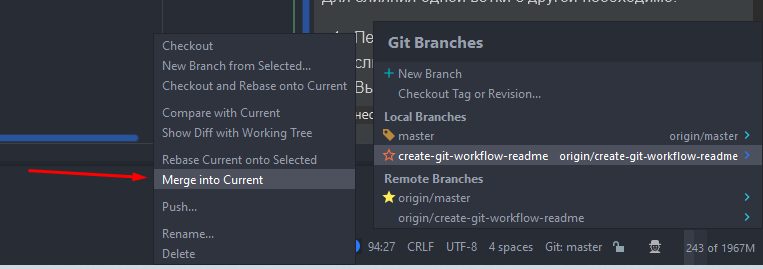 для слияния одной ветки с другой необходимо:
1. Пе
сли
Вы
нес
Checkout
New Branch from Selected...
Checkout and Rebase onto Current
Compare with Current
Show Diff with Working Tree
Rebase Current onto Selected
Merge into Current
Push...
Rename...
Delete
Git Branches
+ New Branch
Checkout Tag or Revision...
Local Branches
master origin/master
create-git-workflow-readme origin/create-git-workflow-readme
Remote Branches
origin/master
origin/create-git-workflow-readme
94:27 CRLF UTF-8 4 spaces Git: master 243 of 1967M